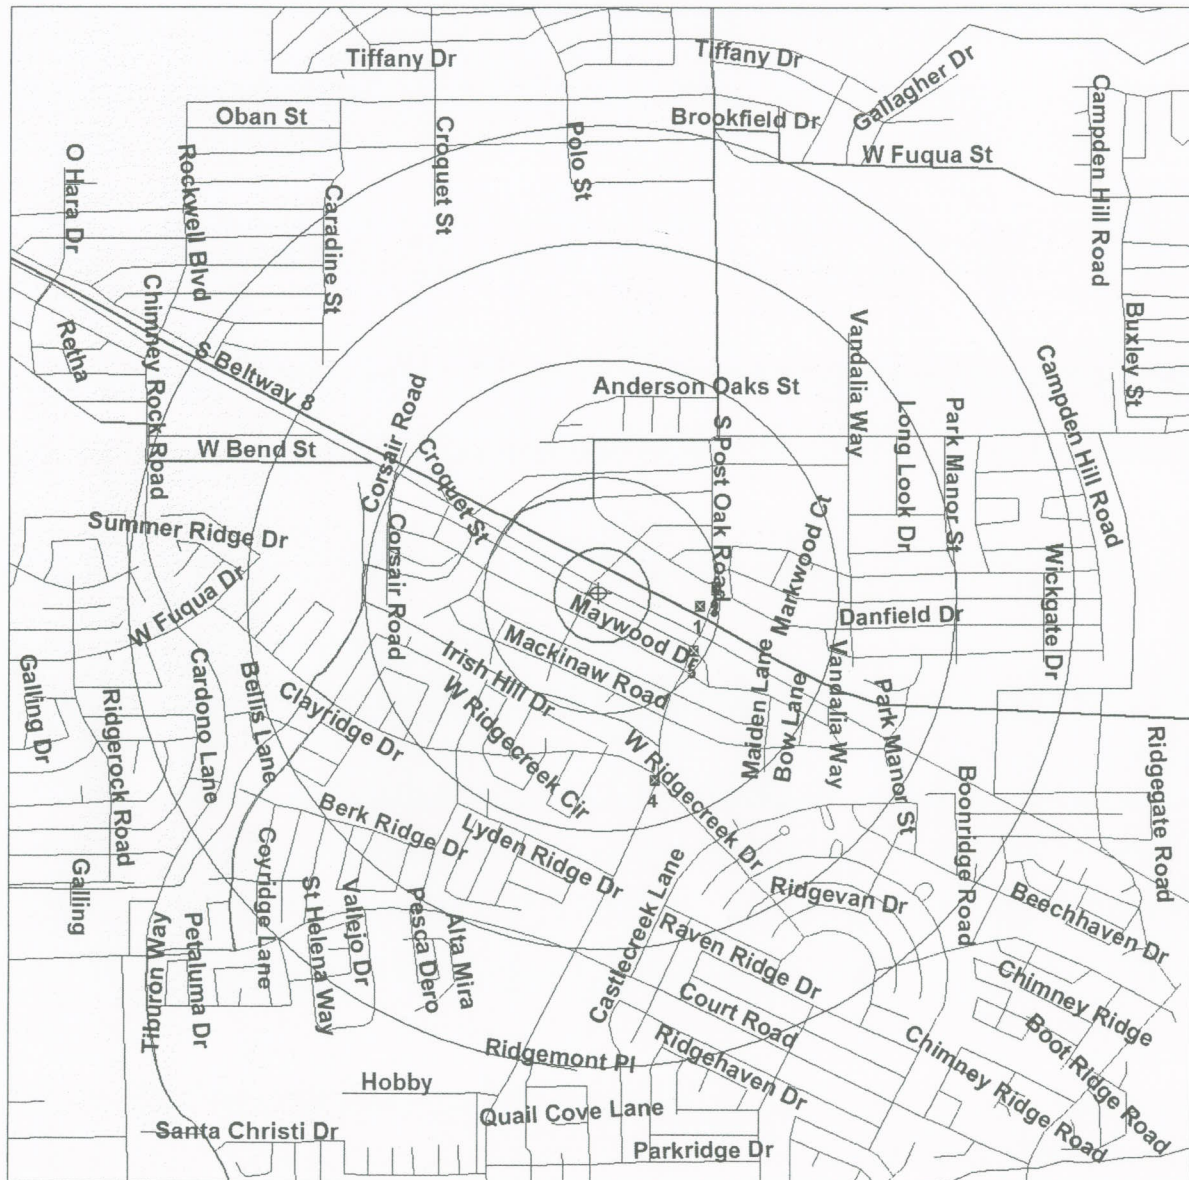 Tiffany Dr
Tiffany Dr
Gallagher Dr
Oban St
Brookfield Dr
W Fuqua St
Campden Hill Road
O Hara Dr
Rockwell Blvd
Caradine St
Croquet St
Polo St
Chimney Rock Road
Retha
S Beltway 8
Buxley St
Vandalia Way
Campden Hill Road
Anderson Oaks St
Corsair Road
Long Look Dr
Park Manor St
W Bend St
Croquet St
S Post Oak Road
Markwood Ct
Summer Ridge Dr
Corsair Road
Wickgate Dr
W Fuqua Dr
Maywood Dr
1
Danfield Dr
Mackinaw Road
Irish Hill Dr
5
Maiden Lane
Bow Lane
Vandalia Way
Park Manor St
Galling Dr
Ridgerock Road
Cardono Lane
Bellis Lane
Clayridge Dr
W Ridgecreek Cir
W Ridgecreek Dr
4
Boonridge Road
Ridgegate Road
Berk Ridge Dr
Lyden Ridge Dr
Castlecreek Lane
Ridgevan Dr
Beechhaven Dr
Galling
Coyridge Lane
St Helena Way
Vallejo Dr
Pesca Dero
Alta Mira
Tiburon Way
Petaluma Dr
Raven Ridge Dr
Court Road
Chimney Ridge
Boot Ridge Road
Chimney Ridge Road
Ridgemont Pl
Ridgehaven Dr
Hobby
Quail Cove Lane
Santa Christi Dr
Parkridge Dr